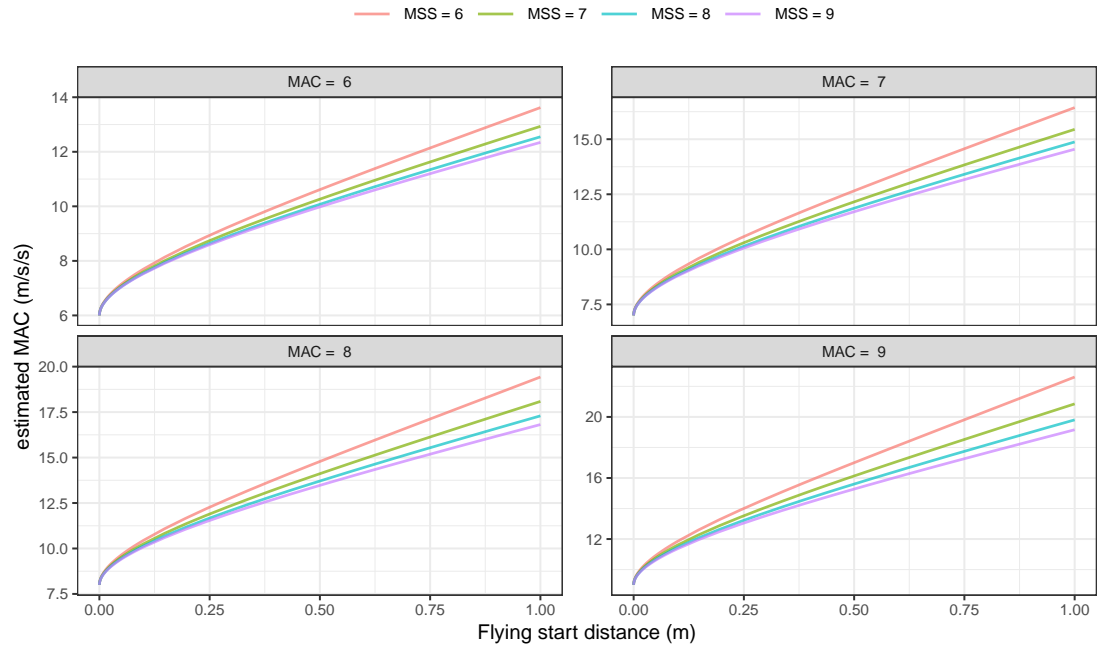 MSS = 6 MSS = 7 MSS = 8 MSS = 9
MAC = 6
14
12
10
8
6
MAC = 7
15.0
12.5
10.0
7.5
MAC = 8
20.0
17.5
15.0
12.5
10.0
7.5
0.00 0.25 0.50 0.75 1.00
MAC = 9
20
16
12
0.00 0.25 0.50 0.75 1.00
estimated MAC (m/s/s)
Flying start distance (m)